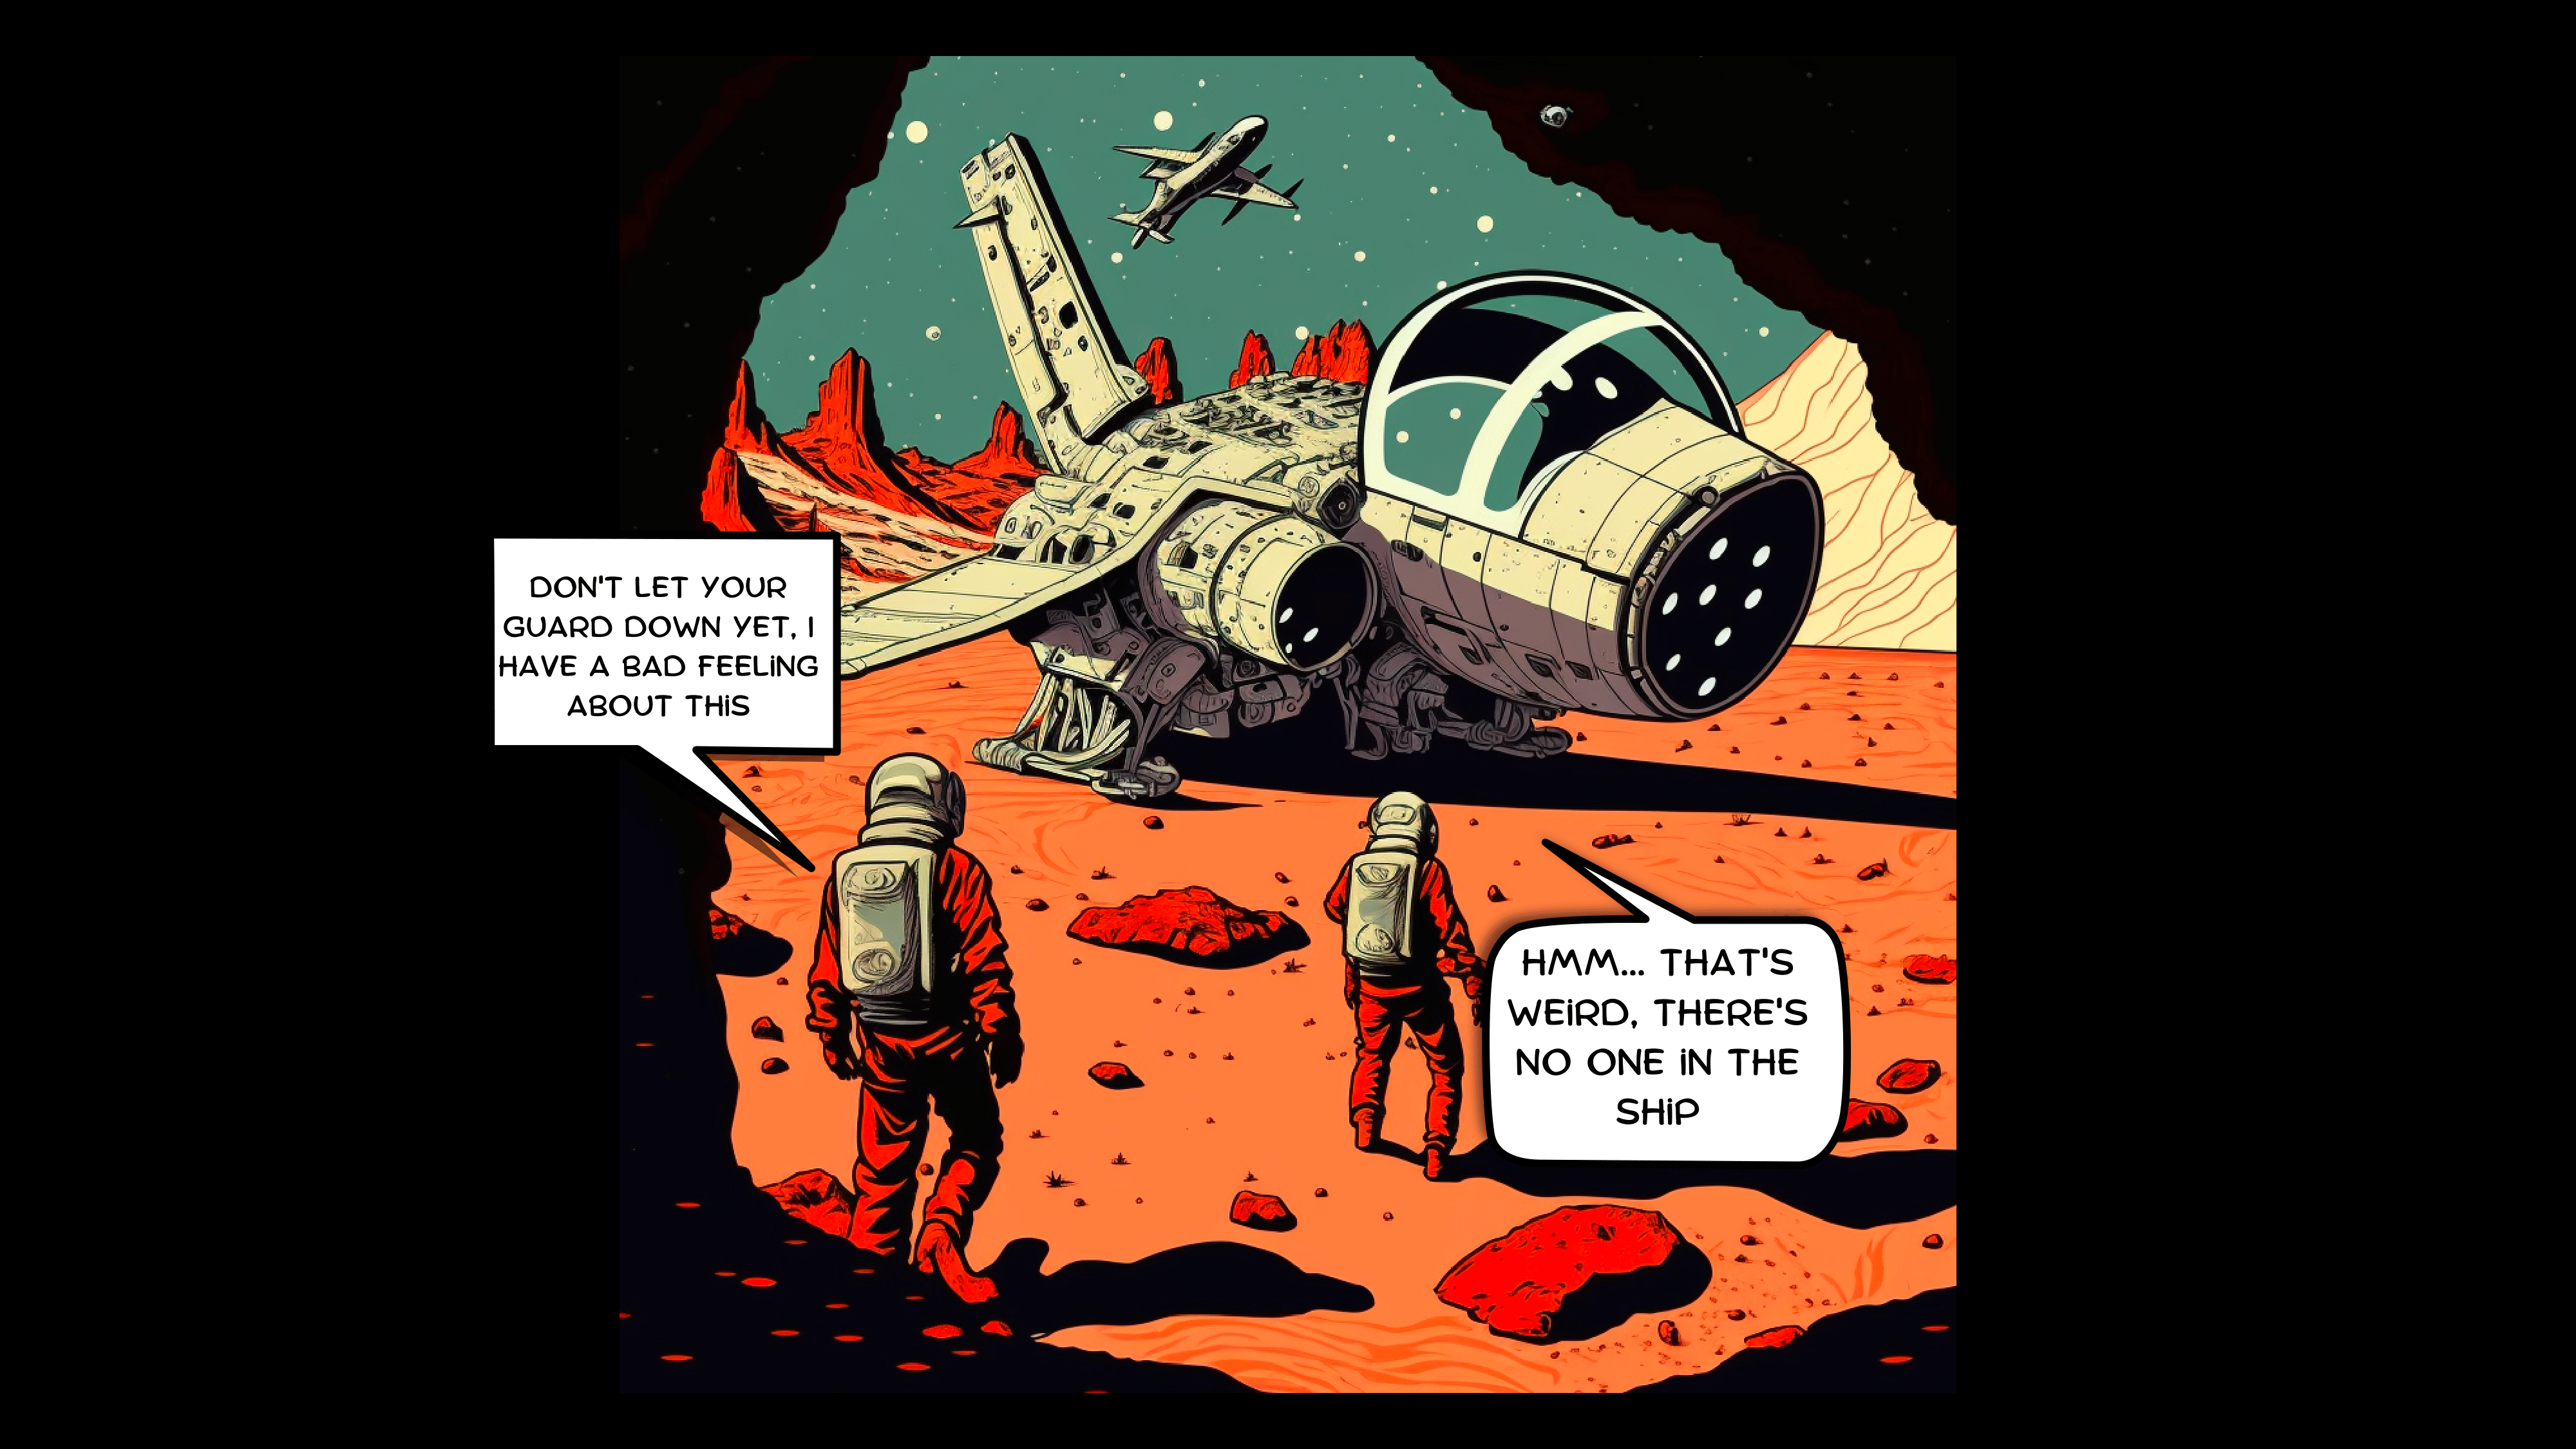 DON'T LET YOUR
GUARD DOWN YET, I
HAVE A BAD FEELING
ABOUT THIS
HMM... THAT'S
WEIRD, THERE'S
NO ONE IN THE
SHIP